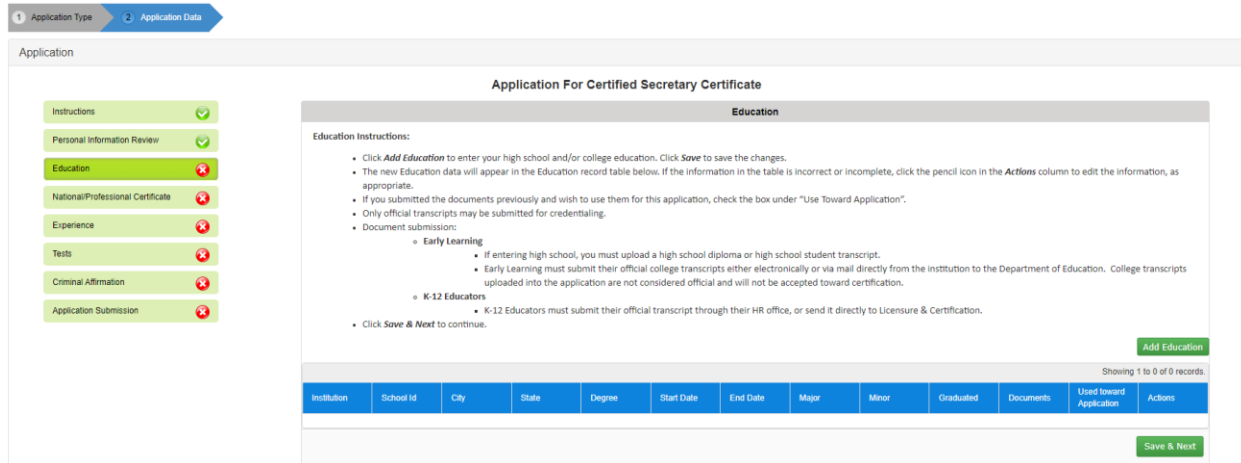 1 Application Type
2 Application Data
Application
Application For Certified Secretary Certificate
Instructions
Personal Information Review
Education
National/Professional Certificate
Experience
Tests
Criminal Affirmation
Application Submission
Education
Education Instructions:
• Click Add Education to enter your high school and/or college education. Click Save to save the changes.
• The new Education data will appear in the Education record table below. If the information in the table is incorrect or incomplete, click the pencil icon in the Actions column to edit the information, as
appropriate.
• If you submitted the documents previously and wish to use them for this application, check the box under "Use Toward Application".
• Only official transcripts may be submitted for credentialing.
• Document submission:
o Early Learning
▪ If entering high school, you must upload a high school diploma or high school student transcript.
▪ Early Learning must submit their official college transcripts either electronically or via mail directly from the institution to the Department of Education. College transcripts
uploaded into the application are not considered official and will not be accepted toward certification.
o K-12 Educators
▪ K-12 Educators must submit their official transcript through their HR office, or send it directly to Licensure & Certification.
• Click Save & Next to continue.
Add Education
Showing 1 to 0 of 0 records.
Institution School Id City State Degree Start Date End Date Major Minor Graduated Documents Used toward Application Actions
Save & Next